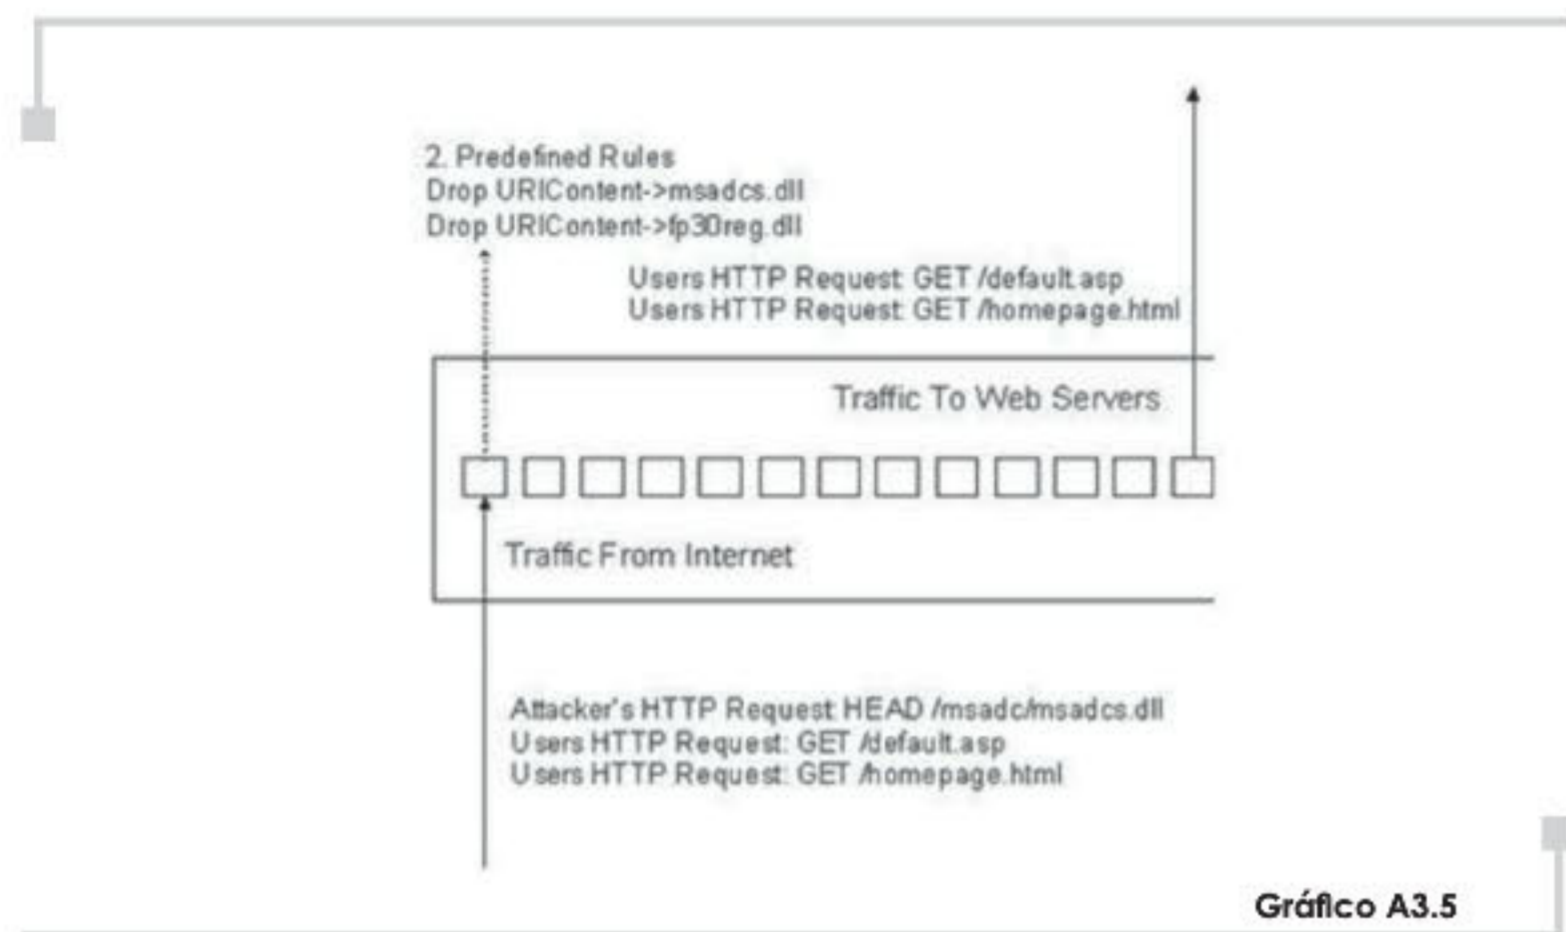 2. Predefined Rules
Drop URIContent->msadcs.dll
Drop URIContent->fp30reg.dll
Users HTTP Request: GET /default.asp
Users HTTP Request: GET /homepage.html
Traffic To Web Servers
Traffic From Internet
Attacker's HTTP Request: HEAD /msadc/msadcs.dll
Users HTTP Request: GET /default.asp
Users HTTP Request: GET /homepage.html
Gráfico A3.5